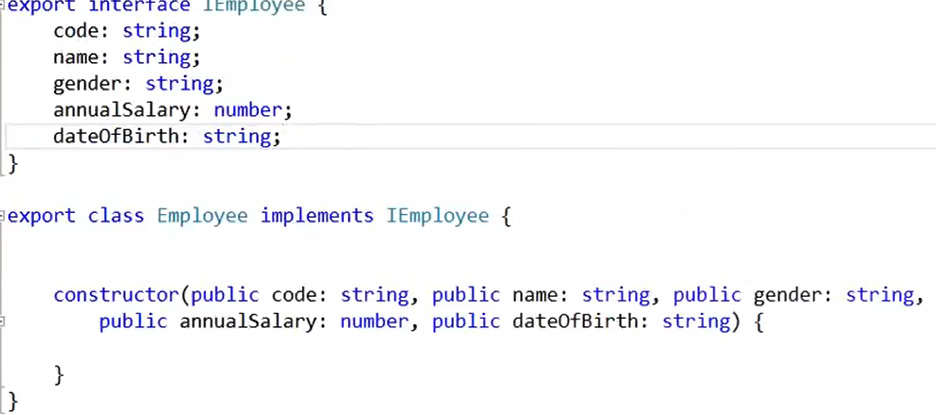 export interface IEmployee {
code: string;
name: string;
gender: string;
annualSalary: number;
dateOfBirth: string;
}
export class Employee implements IEmployee {
constructor(public code: string, public name: string, public gender: string,
public annualSalary: number, public dateOfBirth: string) {
}
}